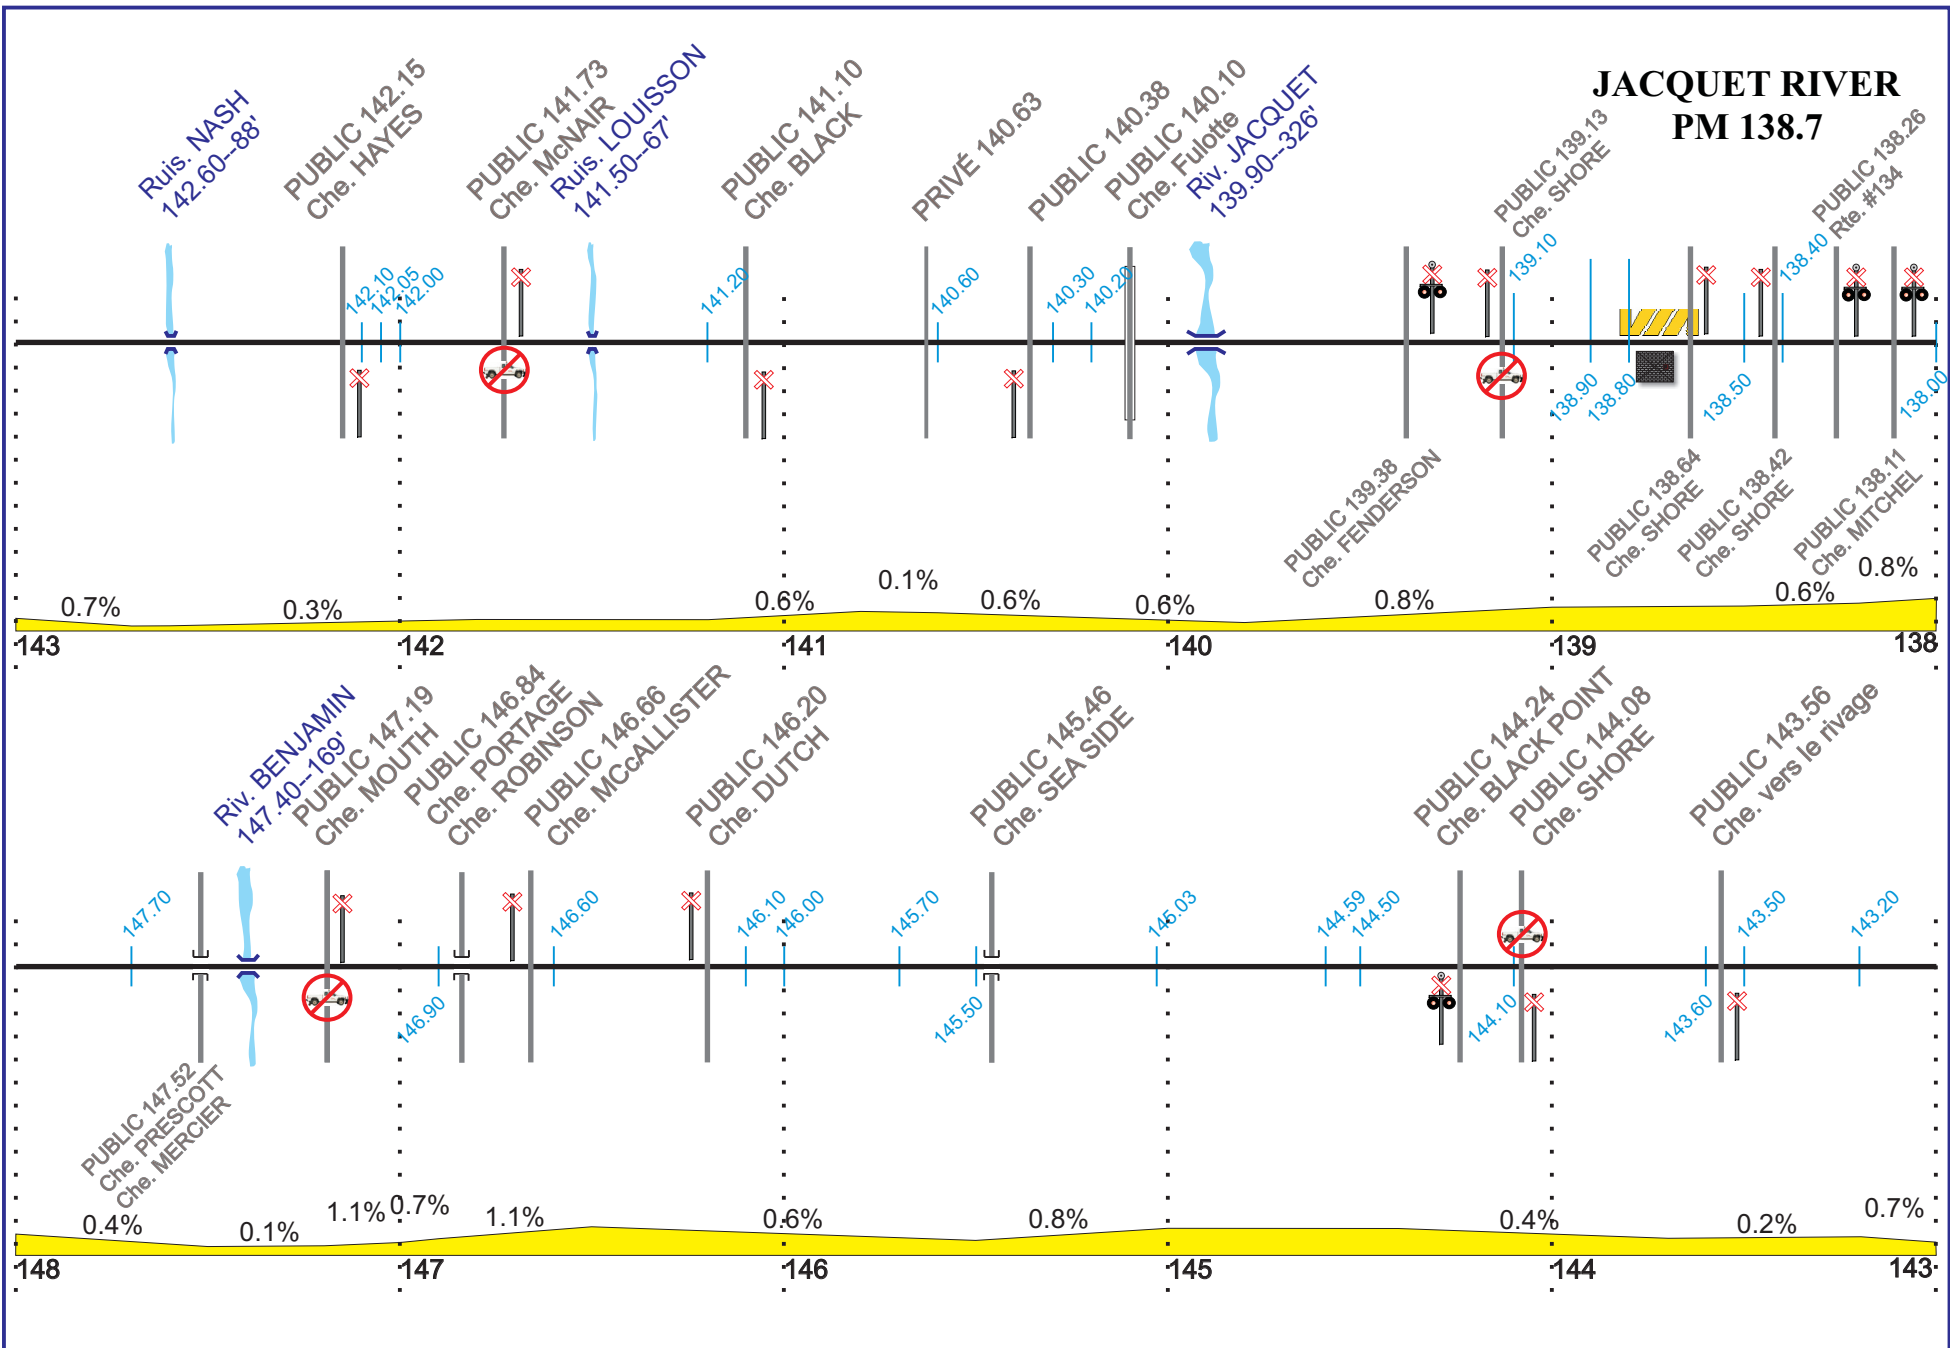 JACQUET RIVER
PM 138.7
Ruis. NASH
142.60--88'
PUBLIC 142.15
Che. HAYES
PUBLIC 141.73
Che. McNAIR
Ruis. LOUISSON
141.50--67'
PUBLIC 141.10
Che. BLACK
PRIVÉ 140.63
PUBLIC 140.38
PUBLIC 140.10
Che. Fulotte
Riv. JACQUET
139.90--326'
PUBLIC 139.13
Che. SHORE
PUBLIC 138.26
Rte. #134
142.10
142.05
142.00
141.20
140.60
140.30
140.20
139.10
138.40
138.90
138.80
138.50
138.00
PUBLIC 139.38
Che. FENDERSON
PUBLIC 138.64
Che. SHORE
PUBLIC 138.42
Che. SHORE
PUBLIC 138.11
Che. MITCHEL
0.7%
0.3%
0.6%
0.1%
0.6%
0.6%
0.8%
0.6%
0.8%
143
142
141
140
139
138
Riv. BENJAMIN
147.40--169'
PUBLIC 147.19
Che. MOUTH
PUBLIC 146.84
Che. PORTAGE
Che. ROBINSON
PUBLIC 146.66
Che. MCcALLISTER
PUBLIC 146.20
Che. DUTCH
PUBLIC 145.46
Che. SEA SIDE
PUBLIC 144.24
Che. BLACK POINT
PUBLIC 144.08
Che. SHORE
PUBLIC 143.56
Che. vers le rivage
147.70
146.60
146.10
146.00
145.70
145.03
144.59
144.50
143.50
143.20
146.90
145.50
144.10
143.60
PUBLIC 147.52
Che. PRESCOTT
Che. MERCIER
0.4%
0.1%
1.1%
0.7%
1.1%
0.6%
0.8%
0.4%
0.2%
0.7%
148
147
146
145
144
143